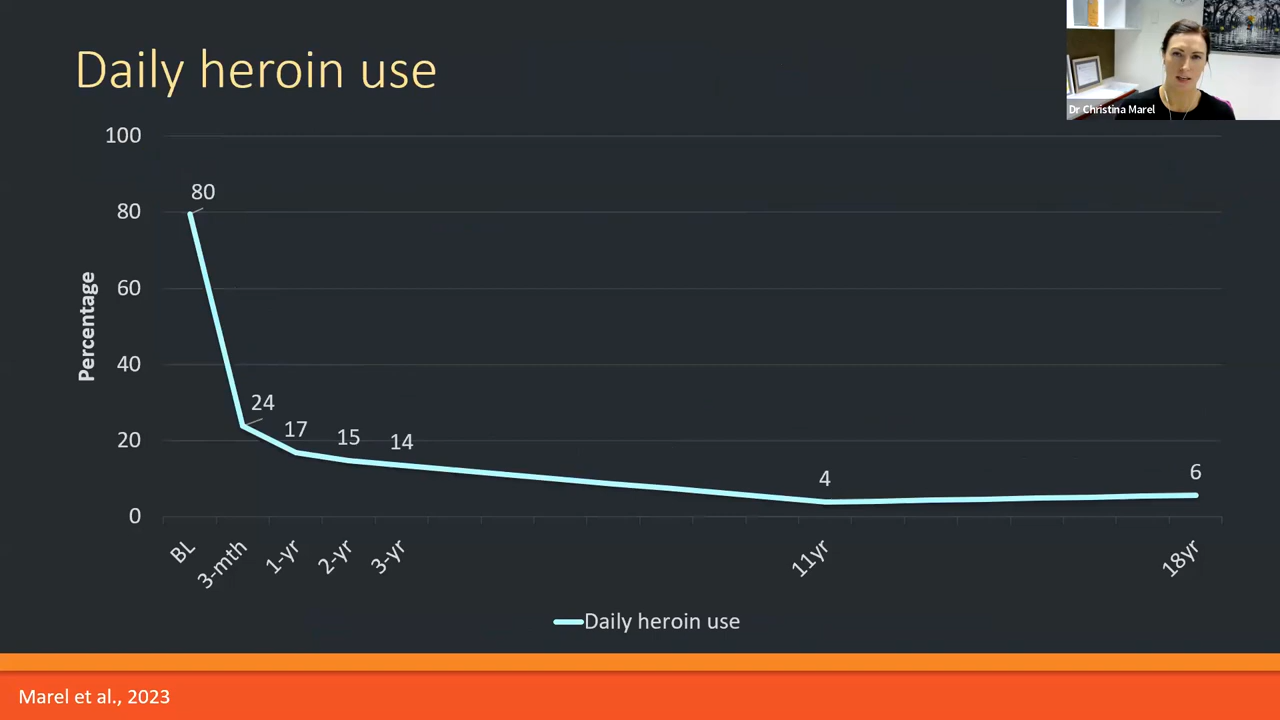 Daily heroin use
Dr Christina Marel
100
80
60
40
20
0
Percentage
80
24
17
15
14
4
6
BL
3-mth
1-yr
2-yr
3-yr
11yr
18yr
Daily heroin use
Marel et al., 2023